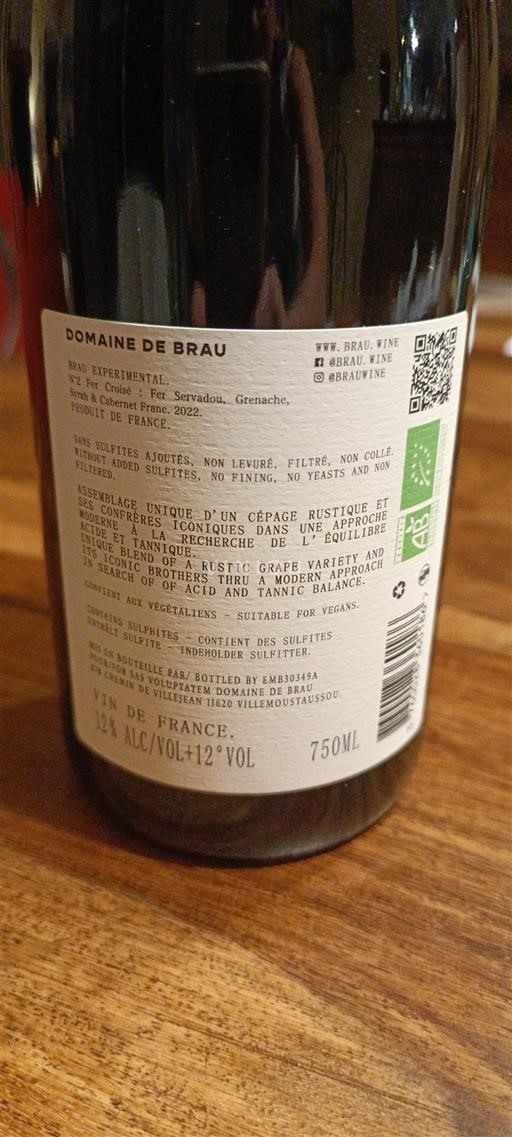 DOMAINE DE BRAU
WWW.BRAU.WINE
@BRAU.WINE
@BRAUWINE
BRAU EXPERIMENTAL.
N°2 Fer Croisé : Fer Servadou, Grenache,
Syrah & Cabernet Franc. 2022.
PRODUIT DE FRANCE.
SANS SULFITES AJOUTÉS, NON LEVURÉ, FILTRÉ, NON COLLÉ.
WITHOUT ADDED SULFITES, NO FINING, NO YEASTS AND NON
FILTERED.
ASSEMBLAGE UNIQUE D'UN CÉPAGE RUSTIQUE ET
SES CONFRÈRES ICONIQUES DANS UNE APPROCHE
MODERNE À LA RECHERCHE DE L'ÉQUILIBRE
ACIDE ET TANNIQUE.
UNIQUE BLEND OF A RUSTIC GRAPE VARIETY AND
ITS ICONIC BROTHERS THRU A MODERN APPROACH
IN SEARCH OF OF ACID AND TANNIC BALANCE.
CONVIENT AUX VÉGÉTALIENS - SUITABLE FOR VEGANS.
CONTAINS SULPHITES - CONTIENT DES SULFITES
ENTHÄLT SULFITE - INDEHOLDER SULFITTER.
MIS EN BOUTEILLE PAR/ BOTTLED BY EMB30349A
POUR/FOR SAS VOLUPTATEM DOMAINE DE BRAU
CHEMIN DE VILLEJEAN 11620 VILLEMOUSTAUSSOU.
VIN DE FRANCE.
12% ALC/VOL+12°VOL
750ML
AB